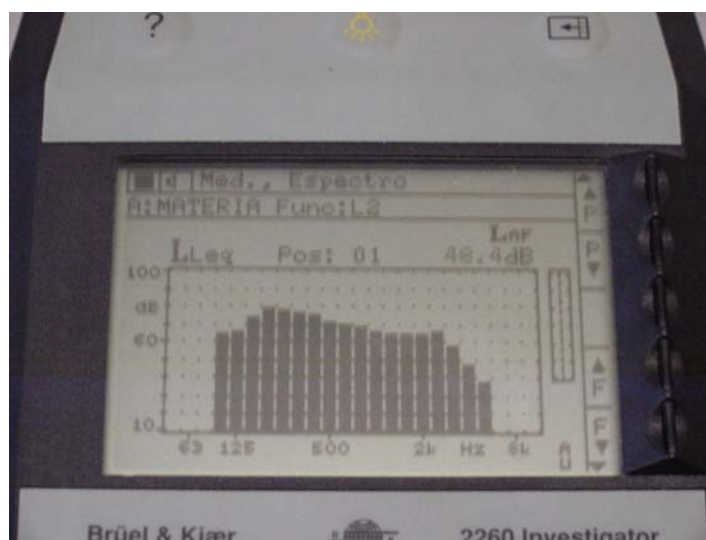 ?
Med., Espectro
A:MATERIA Func:L2
LLeq Pos: 01 LAF 48.4dB
100
dB
60
10
63 125 500 2k Hz 8k
A
P
P
F
F
Brüel & Kjær 2260 Investigator